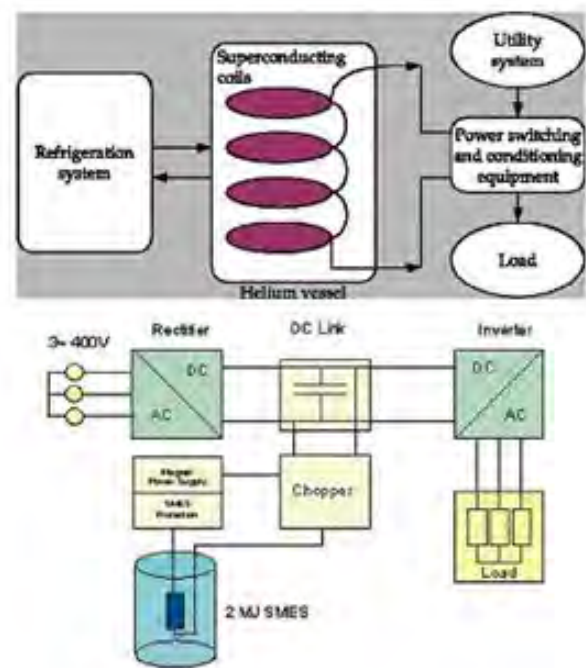 Superconducting
coils
Utility
system
Refrigeration
system
Power switching
and conditioning
equipment
Load
Helium vessel
Rectifier
DC Link
Inverter
3~ 400V
DC
AC
DC
AC
Magnet
Power Supply
SMES
Protection
Chopper
Load
2 MJ SMES